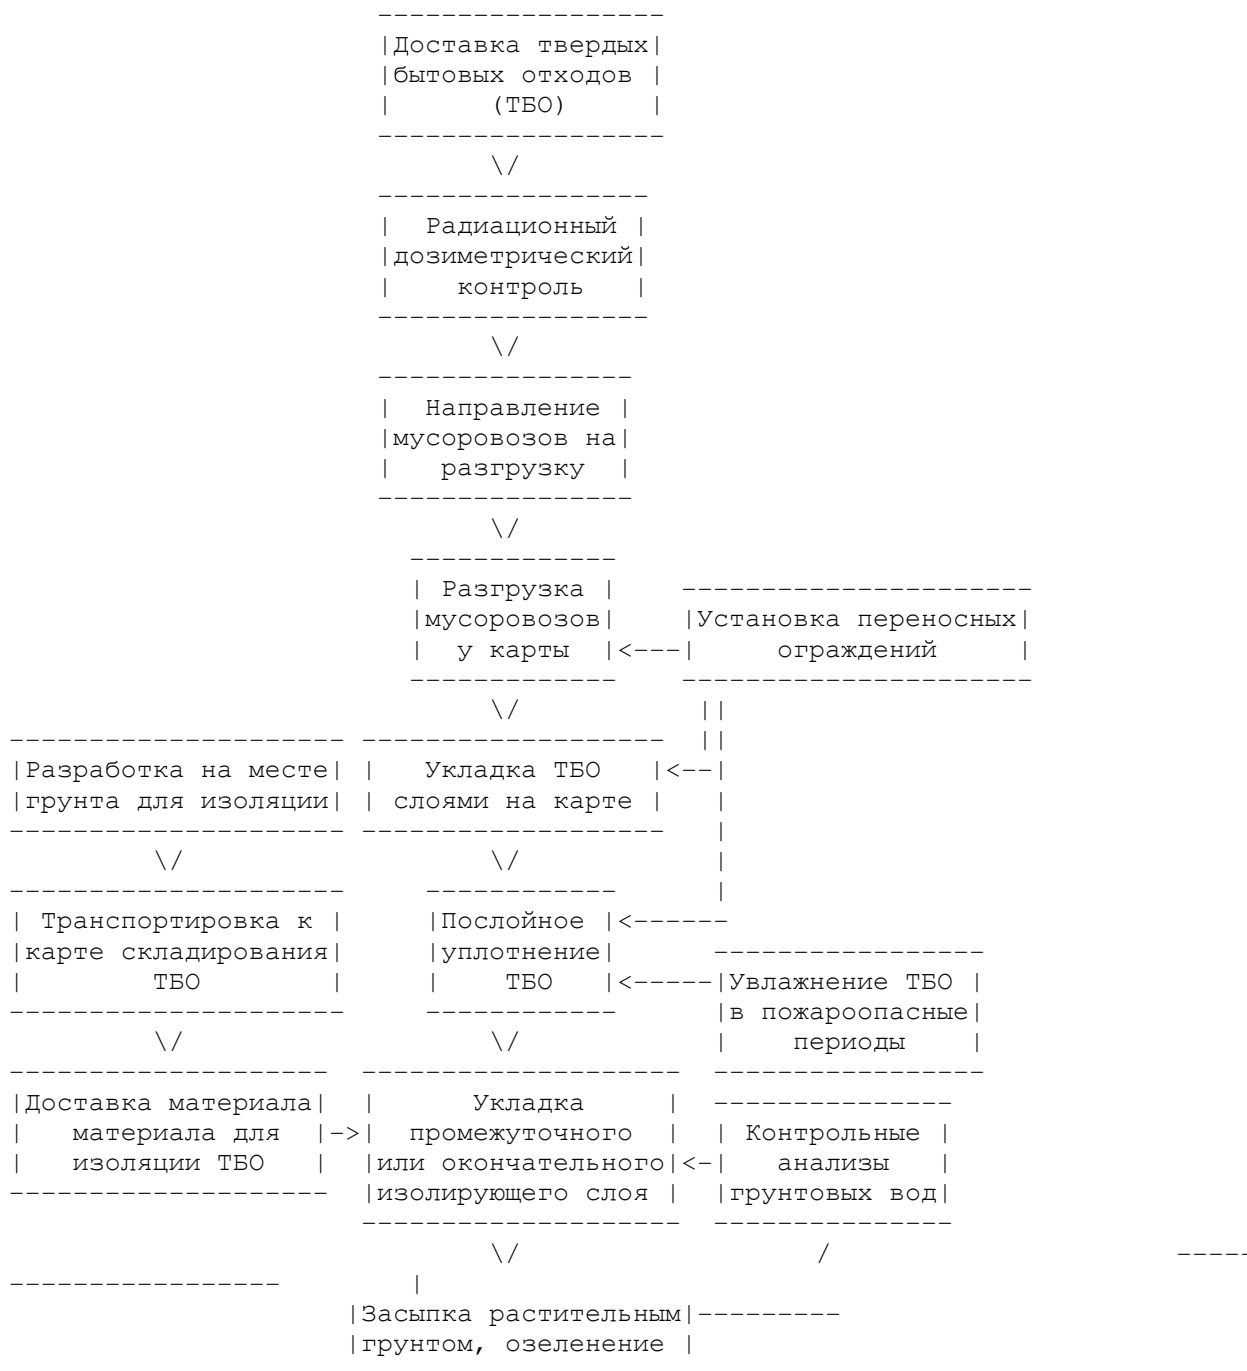 Доставка твердых
бытовых отходов
(ТБО)
Радиационный
дозиметрический
контроль
Направление
мусоровозов на
разгрузку
Разгрузка
мусоровозов
у карты
Установка переносных
ограждений
Разработка на месте
грунта для изоляции
Укладка ТБО
слоями на карте
Транспортировка к
карте складирования
ТБО
Послойное
уплотнение
ТБО
Увлажнение ТБО
в пожароопасные
периоды
Доставка материала
материала для
изоляции ТБО
Укладка
промежуточного
или окончательного
изолирующего слоя
Контрольные
анализы
грунтовых вод
Засыпка растительным
грунтом, озеленение